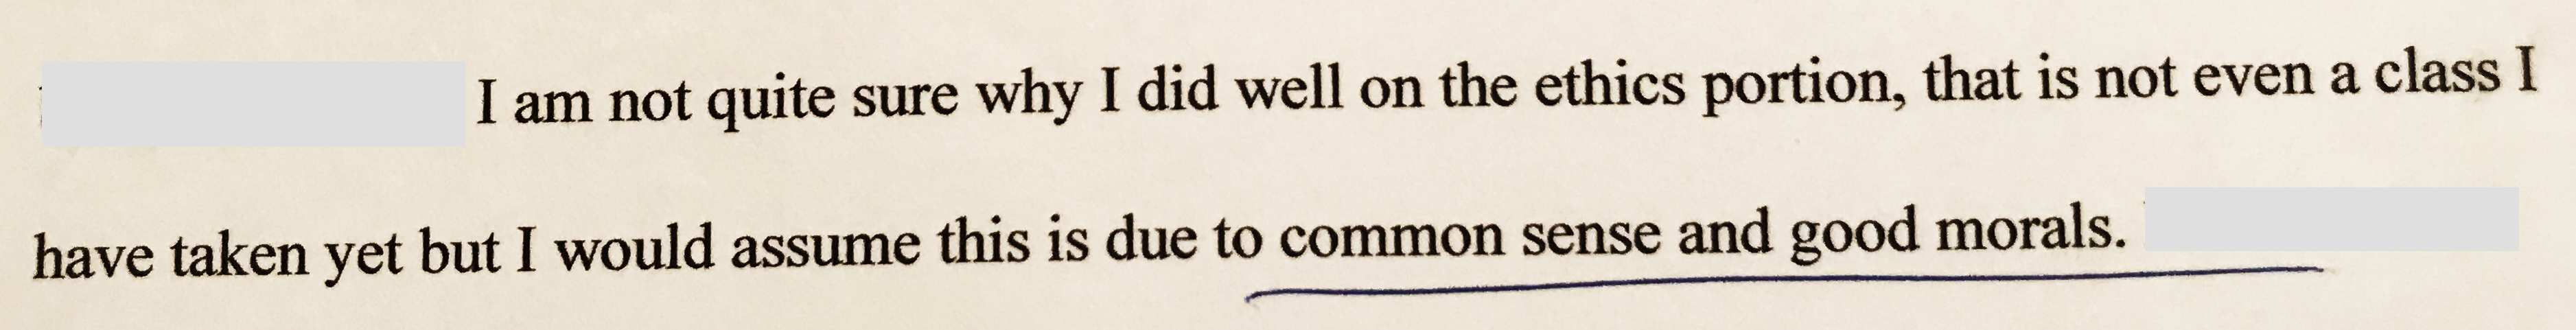 I am not quite sure why I did well on the ethics portion, that is not even a class I
have taken yet but I would assume this is due to common sense and good morals.